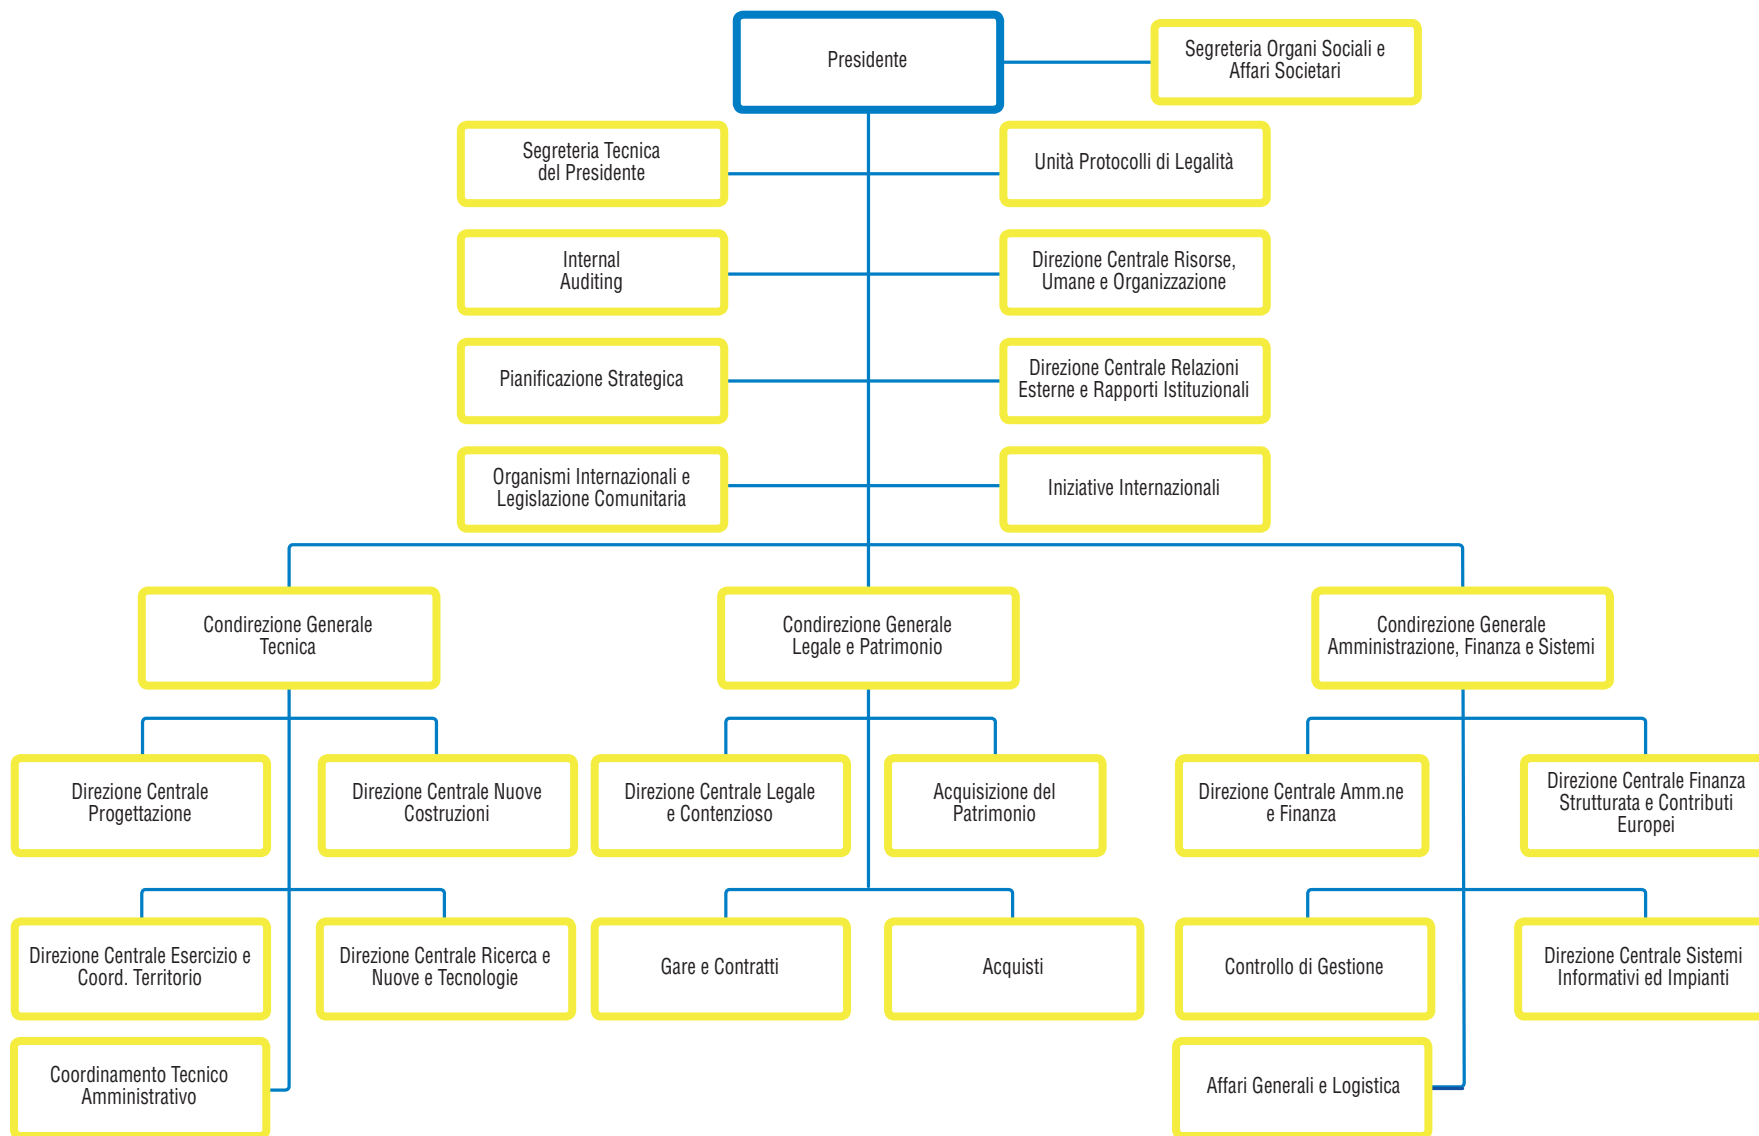 Presidente
Segreteria Organi Sociali e
Affari Societari
Segreteria Tecnica
del Presidente
Unità Protocolli di Legalità
Internal
Auditing
Direzione Centrale Risorse,
Umane e Organizzazione
Pianificazione Strategica
Direzione Centrale Relazioni
Esterne e Rapporti Istituzionali
Organismi Internazionali e
Legislazione Comunitaria
Iniziative Internazionali
Condirezione Generale
Tecnica
Condirezione Generale
Legale e Patrimonio
Condirezione Generale
Amministrazione, Finanza e Sistemi
Direzione Centrale
Progettazione
Direzione Centrale Nuove
Costruzioni
Direzione Centrale Legale
e Contenzioso
Acquisizione del
Patrimonio
Direzione Centrale Amm.ne
e Finanza
Direzione Centrale Finanza
Strutturata e Contributi
Europei
Direzione Centrale Esercizio e
Coord. Territorio
Direzione Centrale Ricerca e
Nuove e Tecnologie
Gare e Contratti
Acquisti
Controllo di Gestione
Direzione Centrale Sistemi
Informativi ed Impianti
Coordinamento Tecnico
Amministrativo
Affari Generali e Logistica